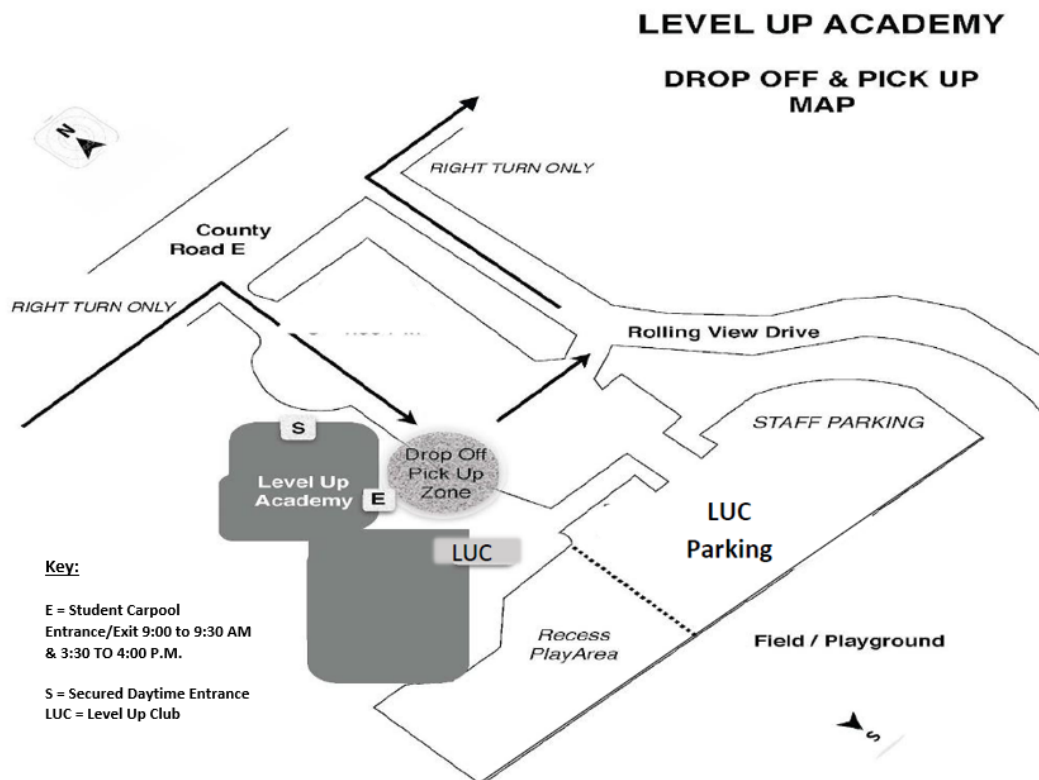 LEVEL UP ACADEMY
DROP OFF & PICK UP
MAP
N
RIGHT TURN ONLY
County
Road E
RIGHT TURN ONLY
Rolling View Drive
STAFF PARKING
S
Drop Off
Pick Up
Zone
Level Up
Academy
E
LUC
Parking
LUC
Key:
E = Student Carpool
Entrance/Exit 9:00 to 9:30 AM
& 3:30 TO 4:00 P.M.
S = Secured Daytime Entrance
LUC = Level Up Club
Recess
PlayArea
Field / Playground
S